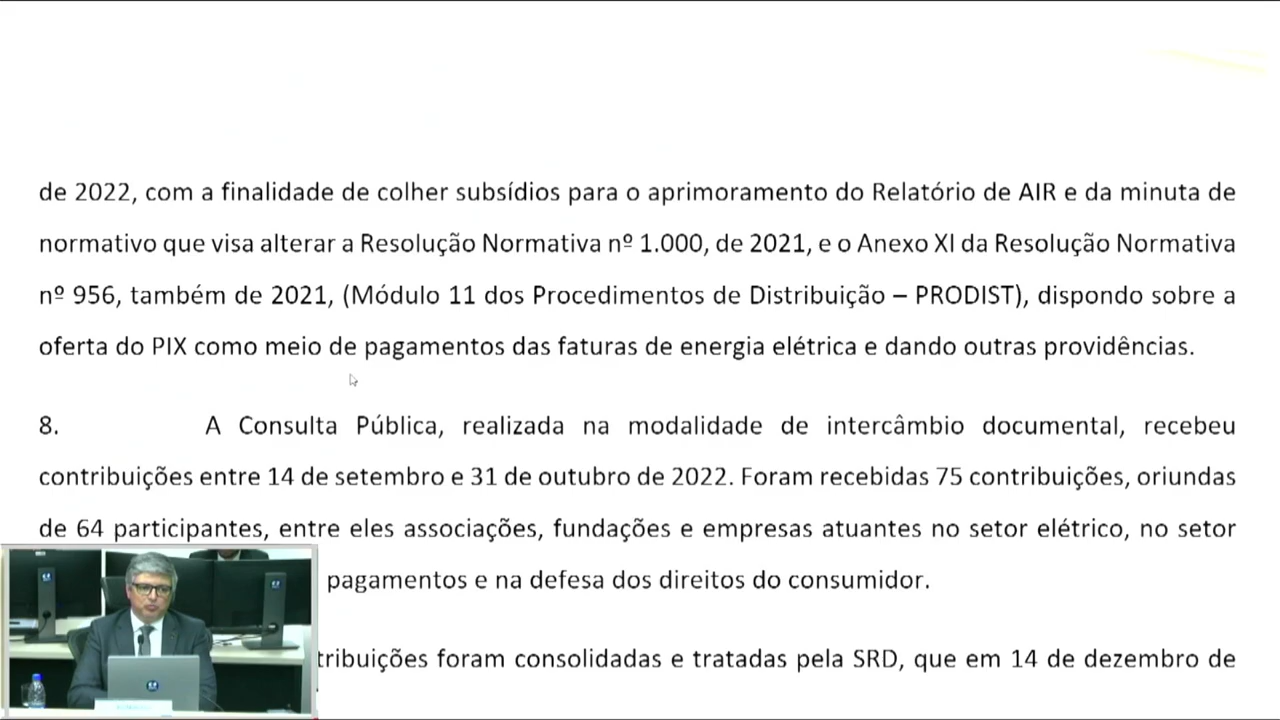 de 2022, com a finalidade de colher subsídios para o aprimoramento do Relatório de AIR e da minuta de
normativo que visa alterar a Resolução Normativa nº 1.000, de 2021, e o Anexo XI da Resolução Normativa
nº 956, também de 2021, (Módulo 11 dos Procedimentos de Distribuição – PRODIST), dispondo sobre a
oferta do PIX como meio de pagamentos das faturas de energia elétrica e dando outras providências.
8. A Consulta Pública, realizada na modalidade de intercâmbio documental, recebeu
contribuições entre 14 de setembro e 31 de outubro de 2022. Foram recebidas 75 contribuições, oriundas
de 64 participantes, entre eles associações, fundações e empresas atuantes no setor elétrico, no setor
pagamentos e na defesa dos direitos do consumidor.
tribuições foram consolidadas e tratadas pela SRD, que em 14 de dezembro de